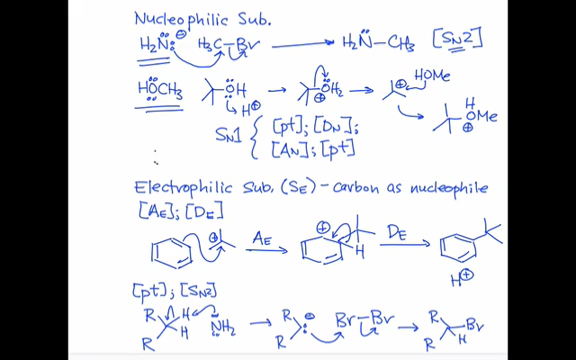 Nucleophilic Sub.
H2N:⊖ H3C–Br → H2N–CH3 [SN2]
HOCH3 OH H⊕ → OH2 ⊕ → ⊕ HOMe
H OMe ⊕
SN1 { [pt]; [DN];
[AN]; [pt]
Electrophilic Sub. (SE) – carbon as nucleophile
[AE]; [DE]
⊕ AE → ⊕ H DE → H⊕
[pt]; [SN2]
R R H H NH2 → R R :⊖ Br–Br → R R Br H